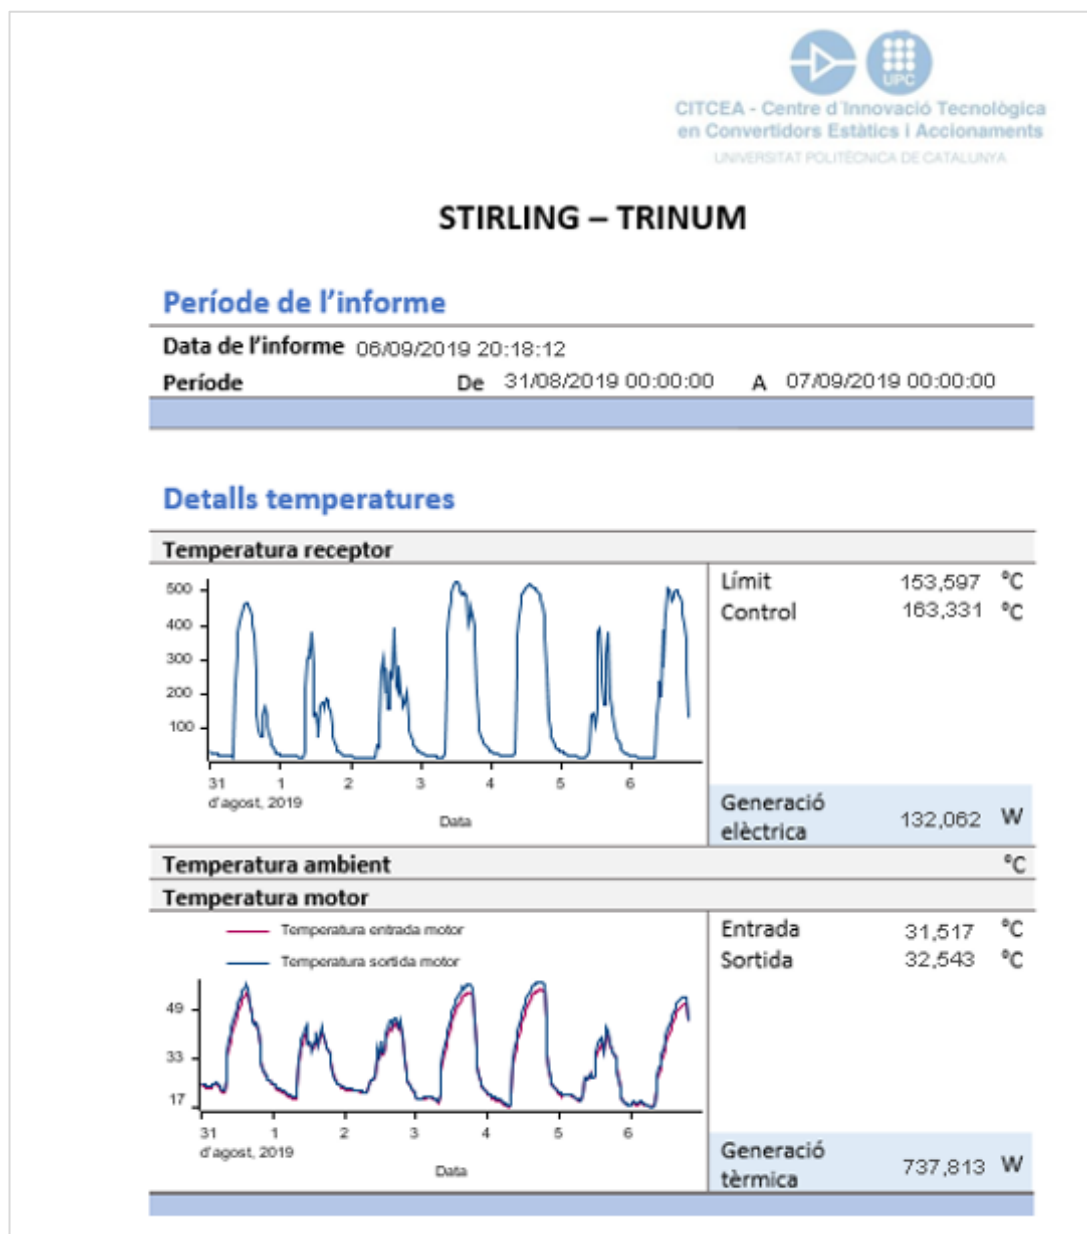 UPC
CITCEA - Centre d'Innovació Tecnològica
en Convertidors Estàtics i Accionaments
UNIVERSITAT POLITÈCNICA DE CATALUNYA
STIRLING – TRINUM
Període de l'informe
Data de l'informe 06/09/2019 20:18:12
Període De 31/08/2019 00:00:00 A 07/09/2019 00:00:00
Detalls temperatures
Temperatura receptor
500
400
300
200
100
31 1 2 3 4 5 6
d'agost, 2019
Data
Límit 153,597 ºC
Control 163,331 ºC
Generació
elèctrica 132,062 W
Temperatura ambient ºC
Temperatura motor
Temperatura entrada motor
Temperatura sortida motor
49
33
17
31 1 2 3 4 5 6
d'agost, 2019
Data
Entrada 31,517 ºC
Sortida 32,543 ºC
Generació
tèrmica 737,813 W